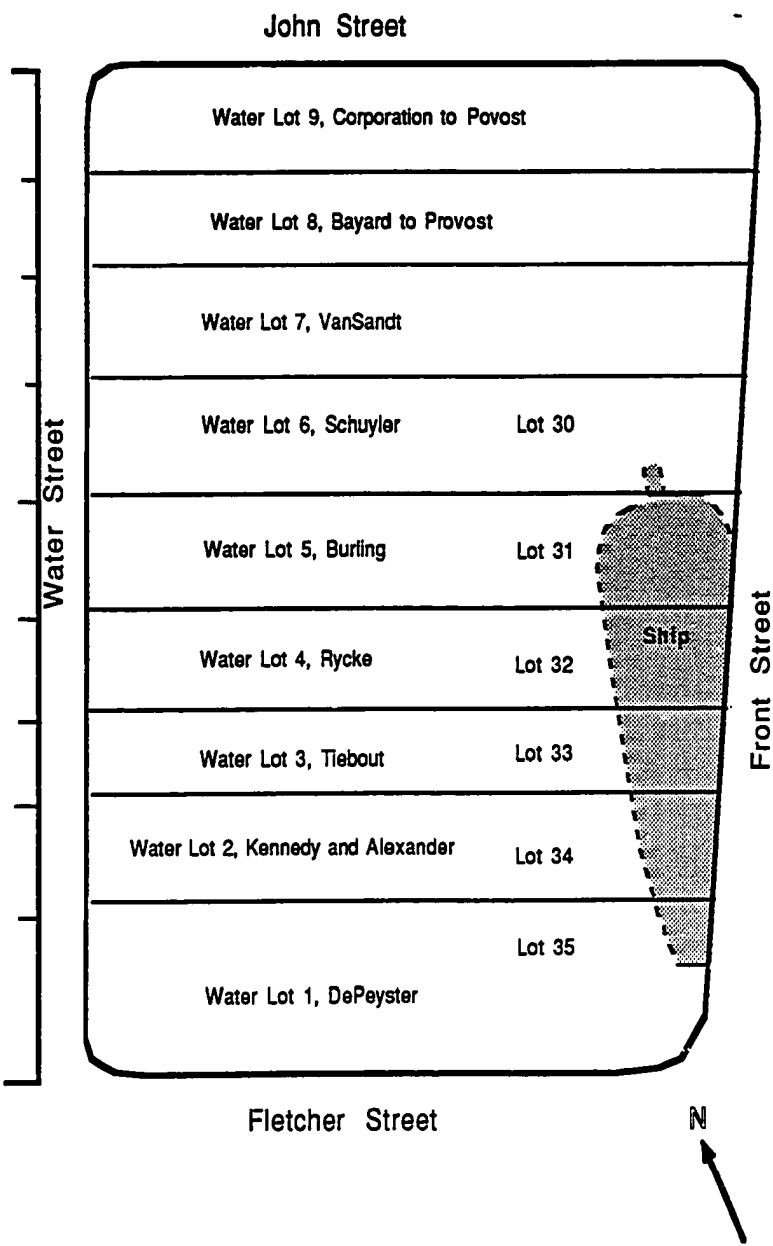 John Street
Water Lot 9, Corporation to Povost
Water Lot 8, Bayard to Provost
Water Lot 7, VanSandt
Water Lot 6, Schuyler
Lot 30
Water Street
Water Lot 5, Burling
Lot 31
Ship
Water Lot 4, Rycke
Lot 32
Front Street
Water Lot 3, Tiebout
Lot 33
Water Lot 2, Kennedy and Alexander
Lot 34
Lot 35
Water Lot 1, DePeyster
Fletcher Street
N